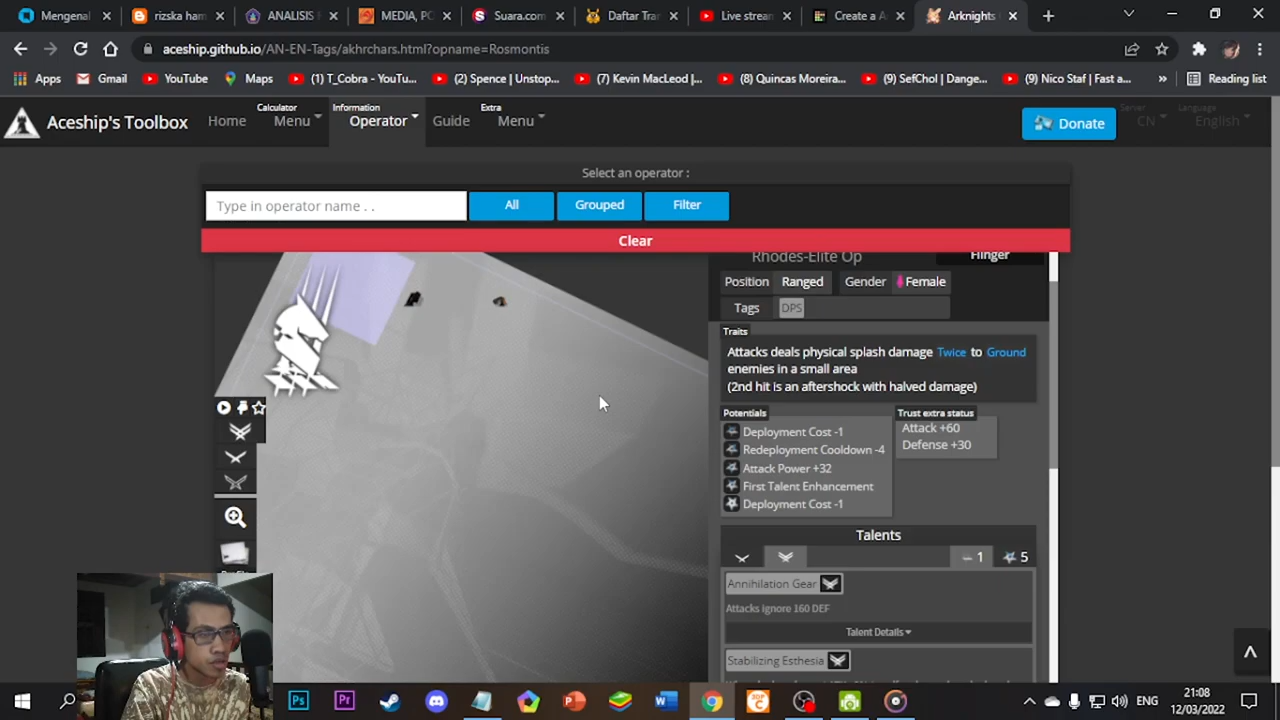 Mengenal
rizska ham
ANALISIS F
MEDIA, PC
Suara.com
Daftar Tran
Live stream
Create a A
Arknights
aceship.github.io/AN-EN-Tags/akhrchars.html?opname=Rosmontis
Apps
Gmail
YouTube
Maps
(1) T_Cobra - YouTu...
(2) Spence | Unstop...
(7) Kevin MacLeod |...
(8) Quincas Moreira...
(9) SefChol | Dange...
(9) Nico Staf | Fast a...
»
Reading list
Aceship's Toolbox
Home
Calculator
Menu
Information
Operator
Guide
Extra
Menu
Donate
Server
CN
Language
English
Select an operator :
Type in operator name . .
All
Grouped
Filter
Clear
Rhodes-Elite Op
Flinger
Position
Ranged
Gender
Female
Tags
DPS
Traits
Attacks deals physical splash damage Twice to Ground
enemies in a small area
(2nd hit is an aftershock with halved damage)
Potentials
Deployment Cost -1
Redeployment Cooldown -4
Attack Power +32
First Talent Enhancement
Deployment Cost -1
Trust extra status
Attack +60
Defense +30
Talents
1
5
Annihilation Gear
Attacks ignore 160 DEF
Talent Details
Stabilizing Esthesia
ENG
21:08
12/03/2022